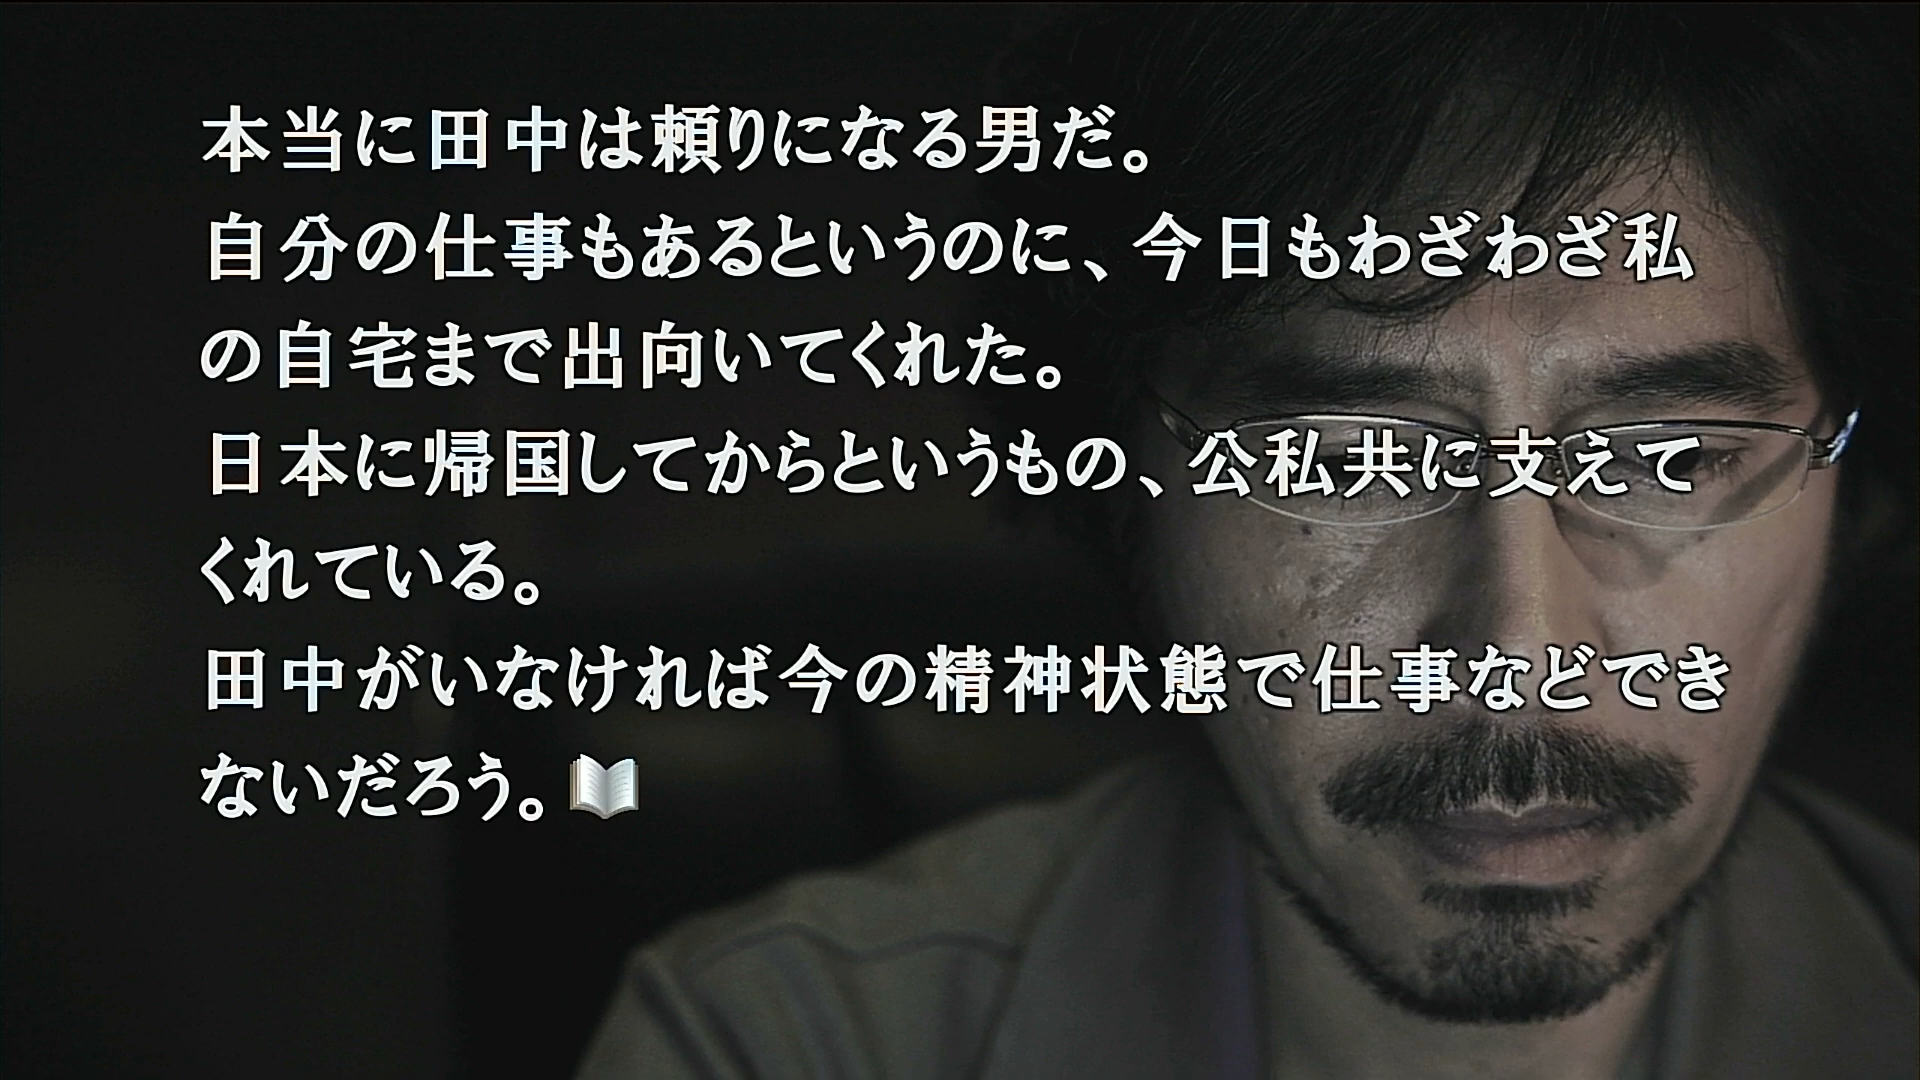 本当に田中は頼りになる男だ。
自分の仕事もあるというのに、今日もわざわざ私
の自宅まで出向いてくれた。
日本に帰国してからというもの、公私共に支えて
くれている。
田中がいなければ今の精神状態で仕事などでき
ないだろう。